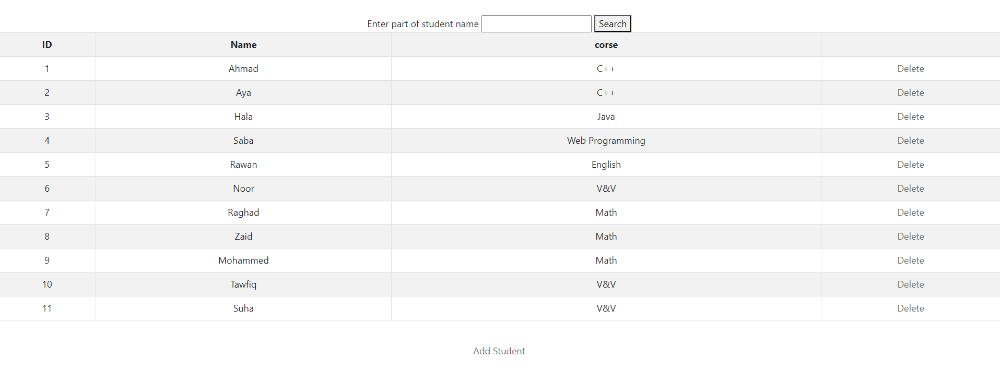 Enter part of student name Search
ID Name corse
1 Ahmad C++ Delete
2 Aya C++ Delete
3 Hala Java Delete
4 Saba Web Programming Delete
5 Rawan English Delete
6 Noor V&V Delete
7 Raghad Math Delete
8 Zaid Math Delete
9 Mohammed Math Delete
10 Tawfiq V&V Delete
11 Suha V&V Delete
Add Student